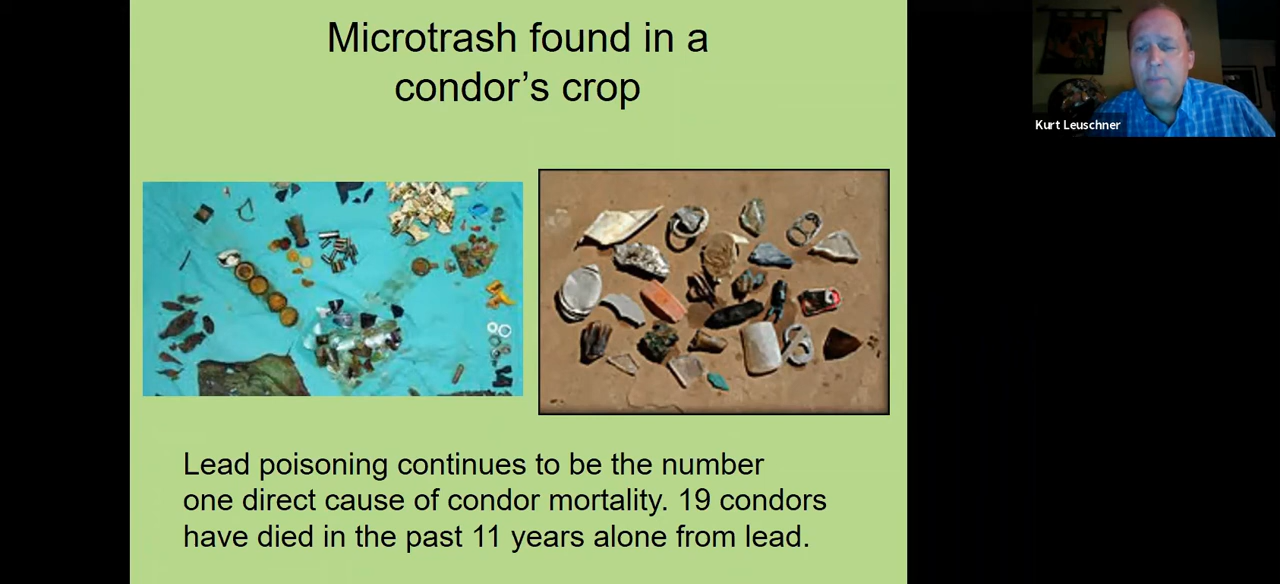 Microtrash found in a
condor's crop
Kurt Leuschner
Lead poisoning continues to be the number
one direct cause of condor mortality. 19 condors
have died in the past 11 years alone from lead.